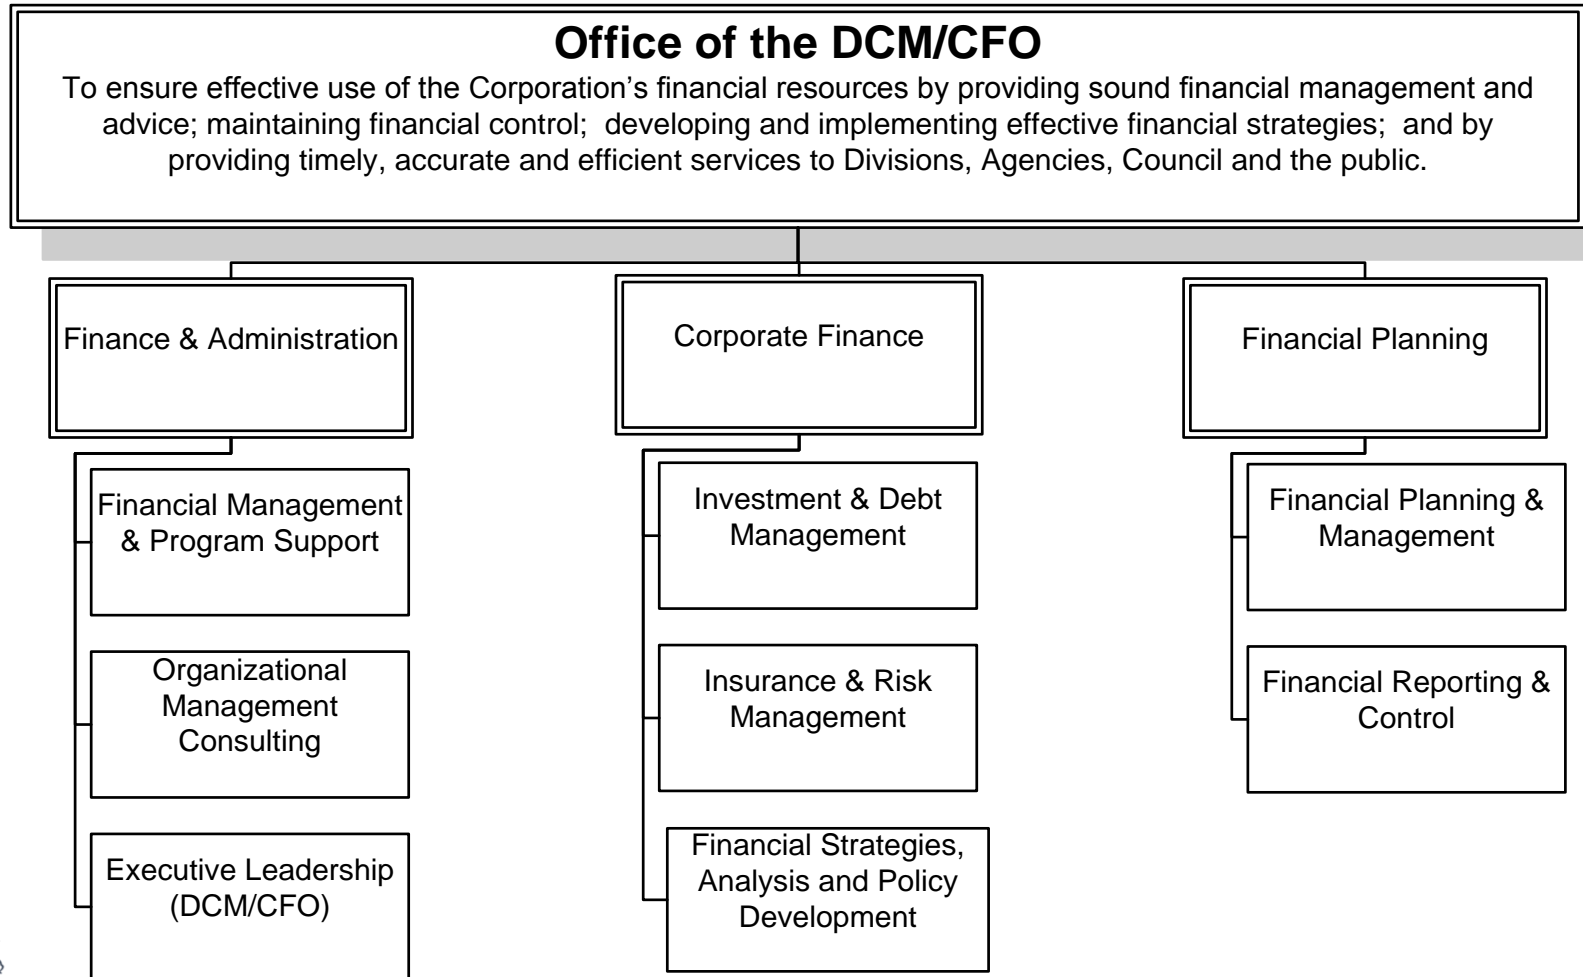 Office of the DCM/CFO
To ensure effective use of the Corporation's financial resources by providing sound financial management and
advice; maintaining financial control;  developing and implementing effective financial strategies;  and by
providing timely, accurate and efficient services to Divisions, Agencies, Council and the public.
Finance & Administration
Corporate Finance
Financial Planning
Financial Management
& Program Support
Investment & Debt
Management
Financial Planning &
Management
Organizational
Management
Consulting
Insurance & Risk
Management
Financial Reporting &
Control
Executive Leadership
(DCM/CFO)
Financial Strategies,
Analysis and Policy
Development